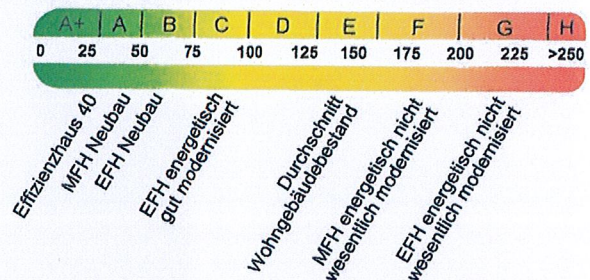 A+ A B C D E F G H
0 25 50 75 100 125 150 175 200 225 >250
Effizienzhaus 40
MFH Neubau
EFH Neubau
EFH energetisch
gut modernisiert
Durchschnitt
Wohngebäudebestand
MFH energetisch nicht
wesentlich modernisiert
EFH energetisch nicht
wesentlich modernisiert